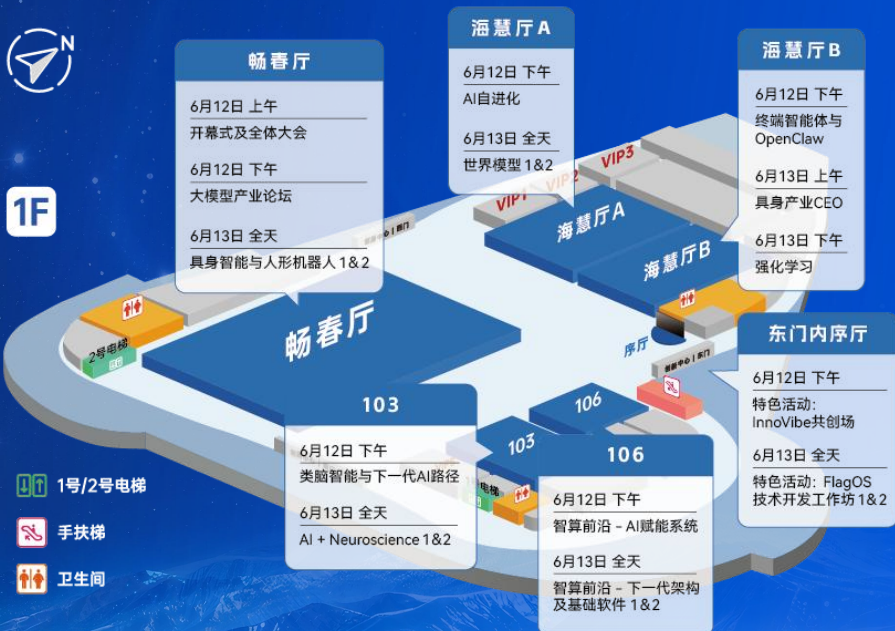 N
1F
畅春厅
6月12日 上午
开幕式及全体大会
6月12日 下午
大模型产业论坛
6月13日 全天
具身智能与人形机器人 1&2
海慧厅A
6月12日 下午
AI自进化
6月13日 全天
世界模型 1&2
海慧厅B
6月12日 下午
终端智能体与
OpenClaw
6月13日 上午
具身产业CEO
6月13日 下午
强化学习
VIP1
VIP2
VIP3
海慧厅A
海慧厅B
畅春厅
2号电梯
序厅
创新中心 | 东门
东门内序厅
6月12日 下午
特色活动：
InnoVibe共创场
6月13日 全天
特色活动：FlagOS
技术开发工作坊 1&2
103
6月12日 下午
类脑智能与下一代AI路径
6月13日 全天
AI + Neuroscience 1&2
103
106
电梯
106
6月12日 下午
智算前沿 – AI赋能系统
6月13日 全天
智算前沿 – 下一代架构
及基础软件 1&2
1号/2号电梯
手扶梯
卫生间